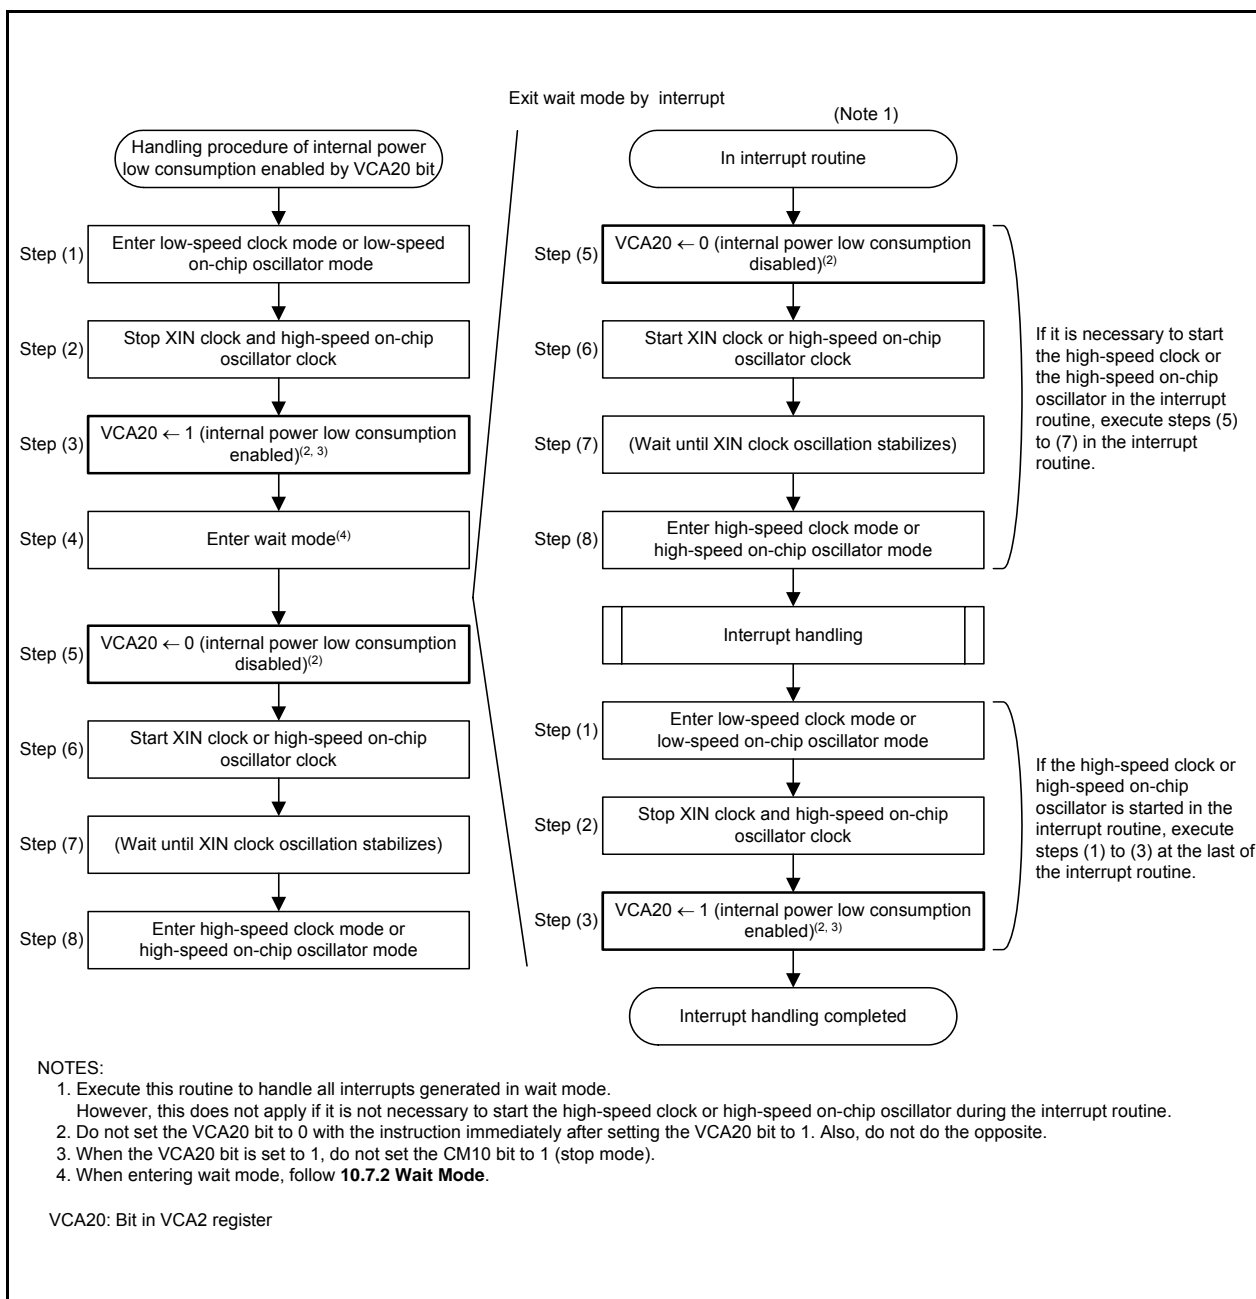 Exit wait mode by interrupt
Handling procedure of internal power
low consumption enabled by VCA20 bit
Step (1)
Enter low-speed clock mode or low-speed
on-chip oscillator mode
Step (2)
Stop XIN clock and high-speed on-chip
oscillator clock
Step (3)
VCA20 ← 1 (internal power low consumption
enabled)(2, 3)
Step (4)
Enter wait mode(4)
Step (5)
VCA20 ← 0 (internal power low consumption
disabled)(2)
Step (6)
Start XIN clock or high-speed on-chip
oscillator clock
Step (7)
(Wait until XIN clock oscillation stabilizes)
Step (8)
Enter high-speed clock mode or
high-speed on-chip oscillator mode
(Note 1)
In interrupt routine
Step (5)
VCA20 ← 0 (internal power low consumption
disabled)(2)
Step (6)
Start XIN clock or high-speed on-chip
oscillator clock
Step (7)
(Wait until XIN clock oscillation stabilizes)
Step (8)
Enter high-speed clock mode or
high-speed on-chip oscillator mode
If it is necessary to start
the high-speed clock or
the high-speed on-chip
oscillator in the interrupt
routine, execute steps (5)
to (7) in the interrupt
routine.
Interrupt handling
Step (1)
Enter low-speed clock mode or
low-speed on-chip oscillator mode
Step (2)
Stop XIN clock and high-speed on-chip
oscillator clock
Step (3)
VCA20 ← 1 (internal power low consumption
enabled)(2, 3)
If the high-speed clock or
high-speed on-chip
oscillator is started in the
interrupt routine, execute
steps (1) to (3) at the last of
the interrupt routine.
Interrupt handling completed
NOTES:
1. Execute this routine to handle all interrupts generated in wait mode.
However, this does not apply if it is not necessary to start the high-speed clock or high-speed on-chip oscillator during the interrupt routine.
2. Do not set the VCA20 bit to 0 with the instruction immediately after setting the VCA20 bit to 1. Also, do not do the opposite.
3. When the VCA20 bit is set to 1, do not set the CM10 bit to 1 (stop mode).
4. When entering wait mode, follow 10.7.2 Wait Mode.
VCA20: Bit in VCA2 register